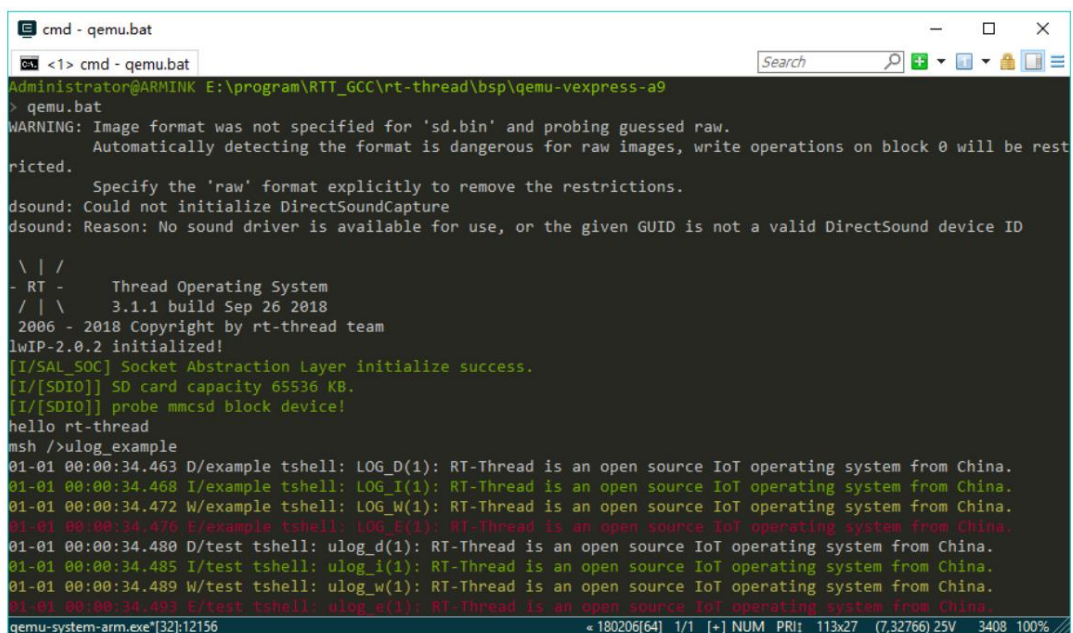 cmd - qemu.bat
<1> cmd - qemu.bat
Search
Administrator@ARMINK E:\program\RTT_GCC\rt-thread\bsp\qemu-vexpress-a9
> qemu.bat
WARNING: Image format was not specified for 'sd.bin' and probing guessed raw.
         Automatically detecting the format is dangerous for raw images, write operations on block 0 will be rest
ricted.
         Specify the 'raw' format explicitly to remove the restrictions.
dsound: Could not initialize DirectSoundCapture
dsound: Reason: No sound driver is available for use, or the given GUID is not a valid DirectSound device ID
 \ | /
- RT -     Thread Operating System
 / | \     3.1.1 build Sep 26 2018
 2006 - 2018 Copyright by rt-thread team
lwIP-2.0.2 initialized!
[I/SAL_SOC] Socket Abstraction Layer initialize success.
[I/[SDIO]] SD card capacity 65536 KB.
[I/[SDIO]] probe mmcsd block device!
hello rt-thread
msh />ulog_example
01-01 00:00:34.463 D/example tshell: LOG_D(1): RT-Thread is an open source IoT operating system from China.
01-01 00:00:34.468 I/example tshell: LOG_I(1): RT-Thread is an open source IoT operating system from China.
01-01 00:00:34.472 W/example tshell: LOG_W(1): RT-Thread is an open source IoT operating system from China.
01-01 00:00:34.476 E/example tshell: LOG_E(1): RT-Thread is an open source IoT operating system from China.
01-01 00:00:34.480 D/test tshell: ulog_d(1): RT-Thread is an open source IoT operating system from China.
01-01 00:00:34.485 I/test tshell: ulog_i(1): RT-Thread is an open source IoT operating system from China.
01-01 00:00:34.489 W/test tshell: ulog_w(1): RT-Thread is an open source IoT operating system from China.
01-01 00:00:34.493 E/test tshell: ulog_e(1): RT-Thread is an open source IoT operating system from China.
qemu-system-arm.exe*[32]:12156 « 180206[64] 1/1 [+] NUM PRI↕ 113x27 (7,32766) 25V 3408 100%